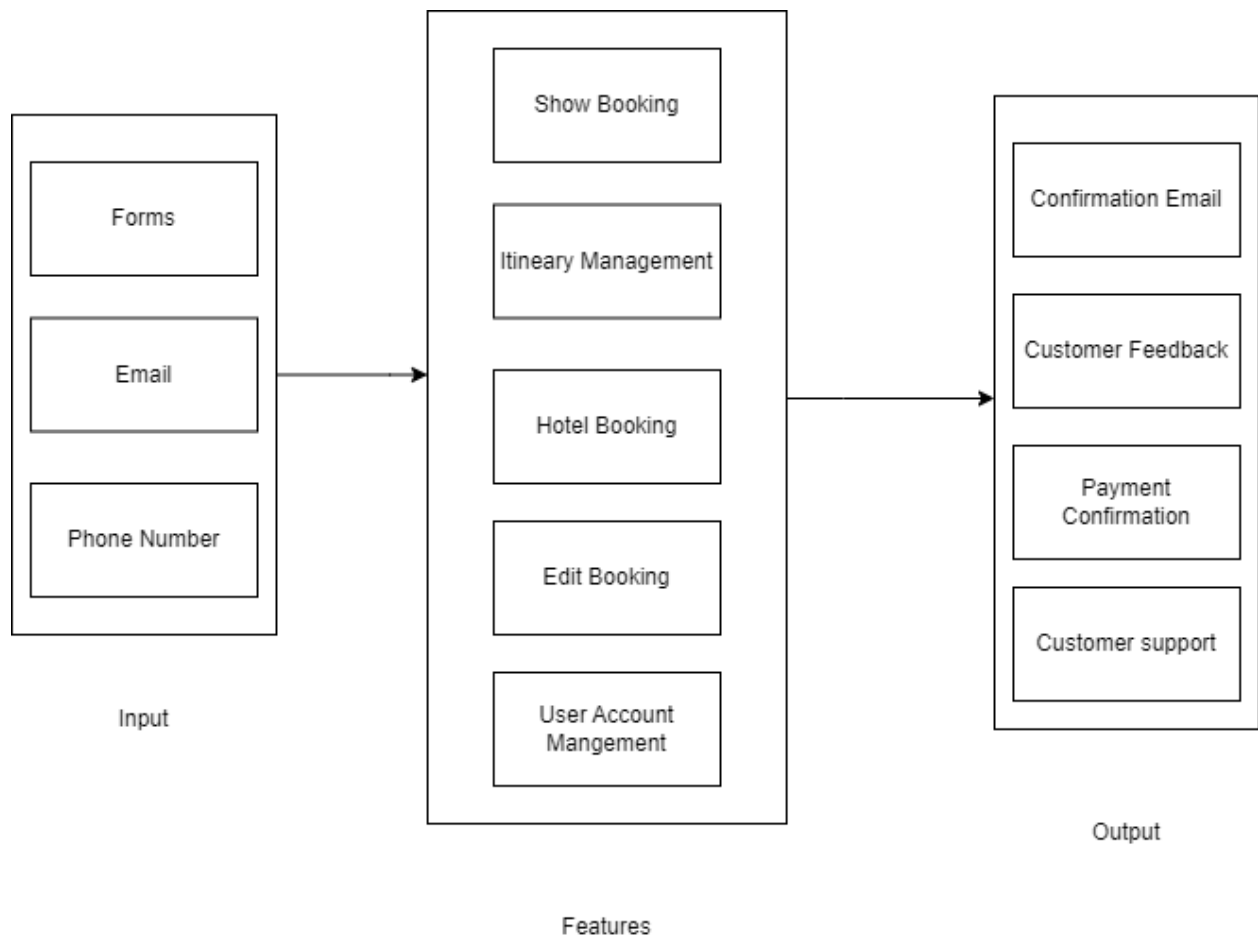 Forms
Email
Phone Number
Input
Show Booking
Itineary Management
Hotel Booking
Edit Booking
User Account
Mangement
Features
Confirmation Email
Customer Feedback
Payment
Confirmation
Customer support
Output